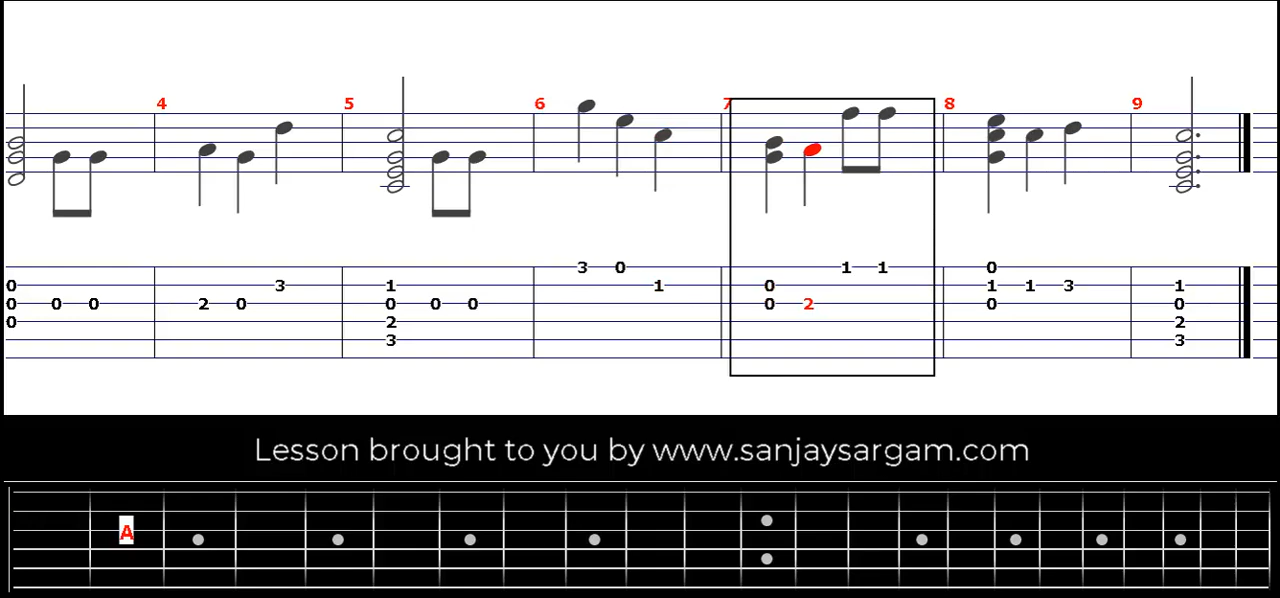 4 5 6 7 8 9
3 0 1 1 0
0 3 1 1 0 1 1 3 1
0 0 0 2 0 0 0 0 0 2 0 0
0 2 2
3 3
Lesson brought to you by www.sanjaysargam.com
A